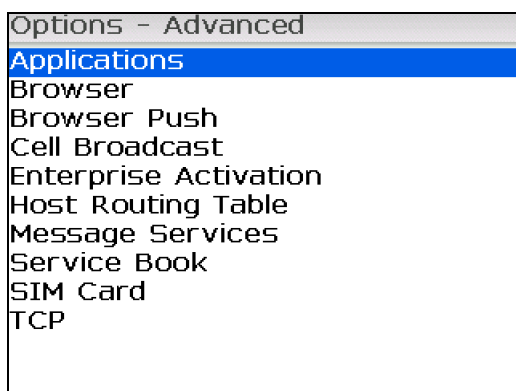 Options - Advanced
Applications
Browser
Browser Push
Cell Broadcast
Enterprise Activation
Host Routing Table
Message Services
Service Book
SIM Card
TCP